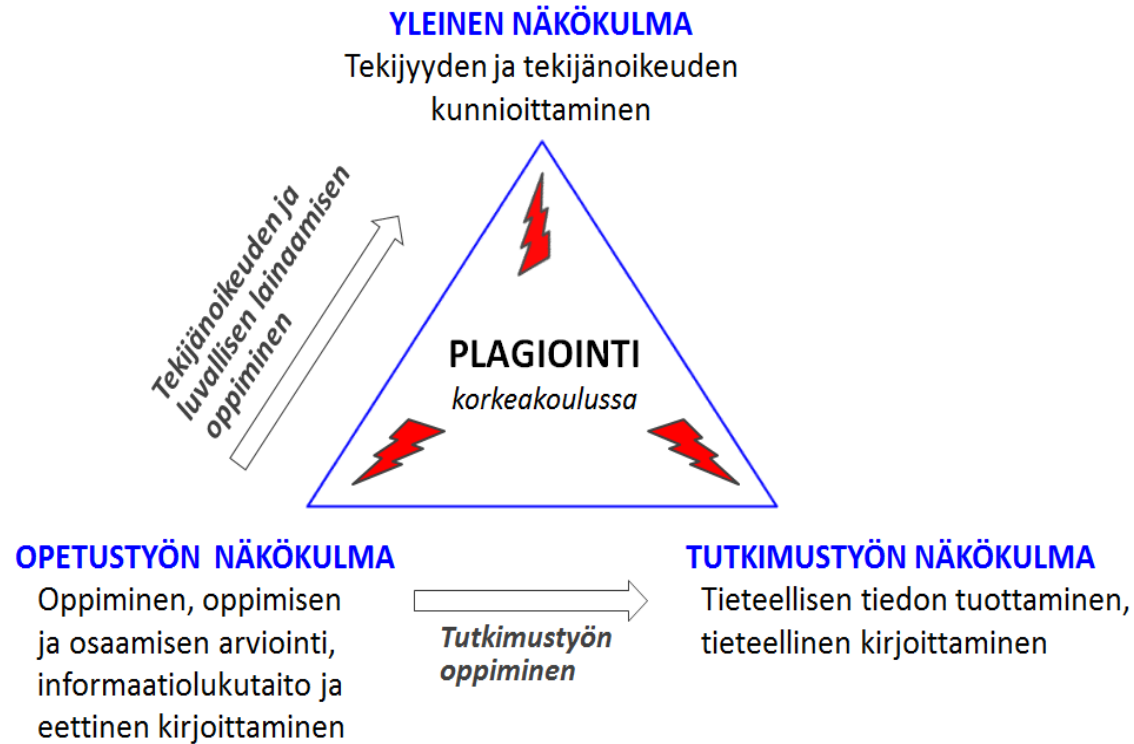 YLEINEN NÄKÖKULMA
Tekijyyden ja tekijänoikeuden
kunnioittaminen
Tekijänoikeuden ja
luvallisen lainaamisen
oppiminen
PLAGIOINTI
korkeakoulussa
OPETUSTYÖN NÄKÖKULMA
Oppiminen, oppimisen
ja osaamisen arviointi,
informaatiolukutaito ja
eettinen kirjoittaminen
Tutkimustyön
oppiminen
TUTKIMUSTYÖN NÄKÖKULMA
Tieteellisen tiedon tuottaminen,
tieteellinen kirjoittaminen